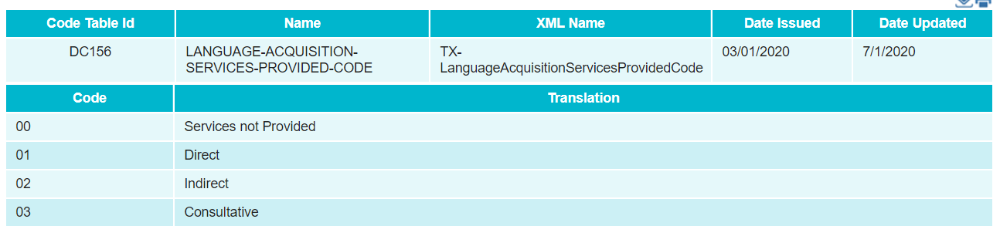 Code Table Id Name XML Name Date Issued Date Updated
DC156 LANGUAGE-ACQUISITION- TX- 03/01/2020 7/1/2020
SERVICES-PROVIDED-CODE LanguageAcquisitionServicesProvidedCode
Code Translation
00 Services not Provided
01 Direct
02 Indirect
03 Consultative